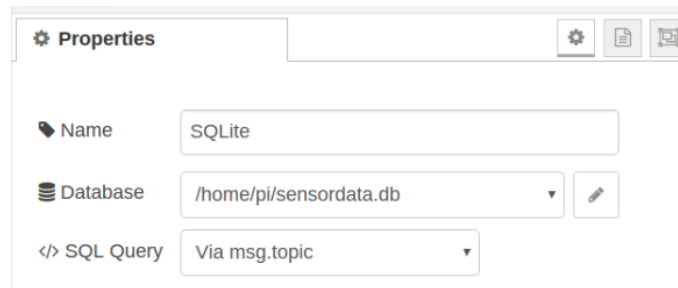 Properties
Name
SQLite
Database
/home/pi/sensordata.db
</> SQL Query
Via msg.topic